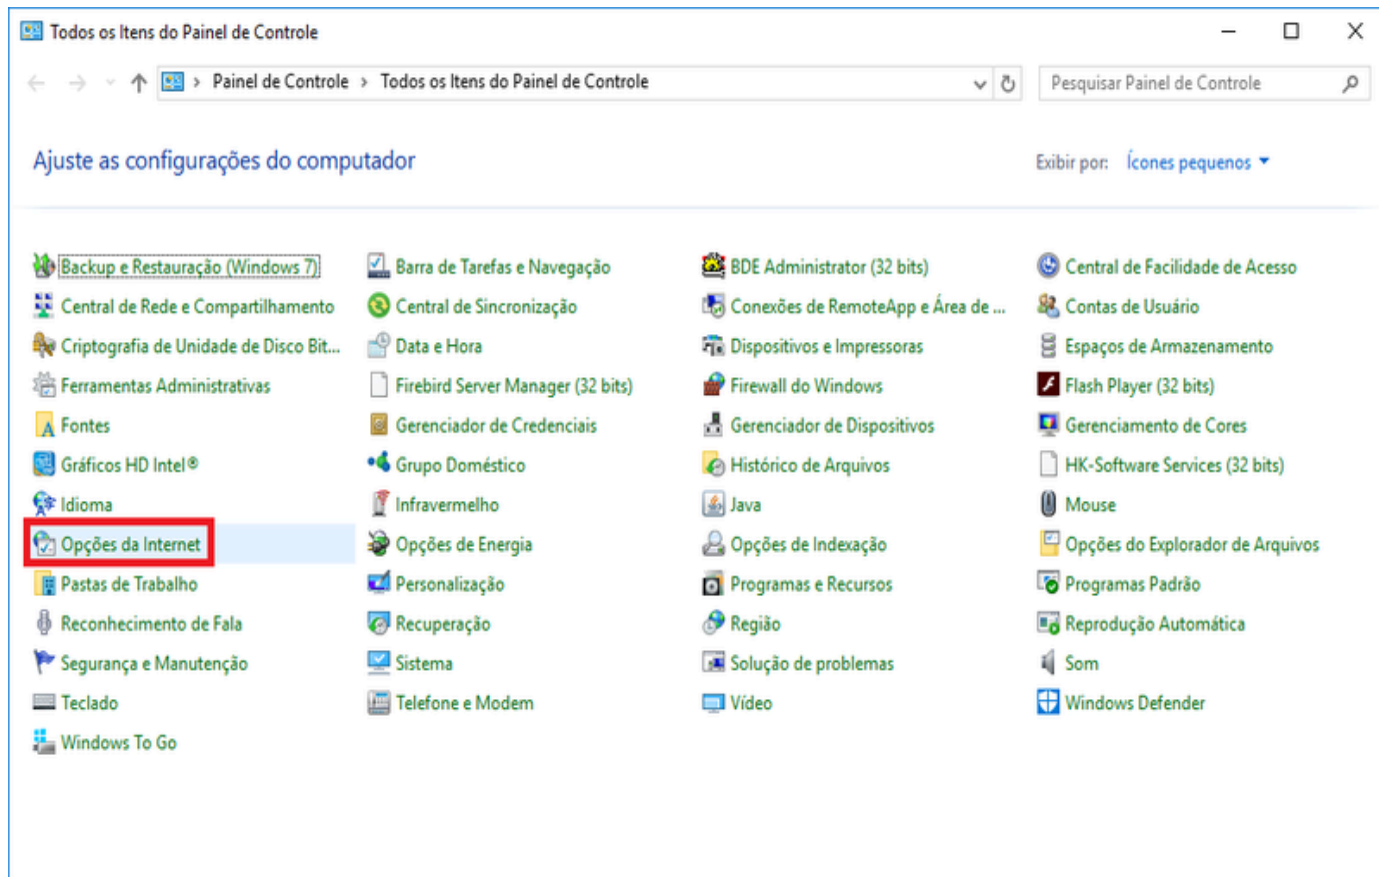 Todos os Itens do Painel de Controle
Painel de Controle > Todos os Itens do Painel de Controle
Pesquisar Painel de Controle
Ajuste as configurações do computador
Exibir por: Ícones pequenos
Backup e Restauração (Windows 7) Barra de Tarefas e Navegação BDE Administrator (32 bits) Central de Facilidade de Acesso
Central de Rede e Compartilhamento Central de Sincronização Conexões de RemoteApp e Área de ... Contas de Usuário
Criptografia de Unidade de Disco Bit... Data e Hora Dispositivos e Impressoras Espaços de Armazenamento
Ferramentas Administrativas Firebird Server Manager (32 bits) Firewall do Windows Flash Player (32 bits)
Fontes Gerenciador de Credenciais Gerenciador de Dispositivos Gerenciamento de Cores
Gráficos HD Intel® Grupo Doméstico Histórico de Arquivos HK-Software Services (32 bits)
Idioma Infravermelho Java Mouse
Opções da Internet Opções de Energia Opções de Indexação Opções do Explorador de Arquivos
Pastas de Trabalho Personalização Programas e Recursos Programas Padrão
Reconhecimento de Fala Recuperação Região Reprodução Automática
Segurança e Manutenção Sistema Solução de problemas Som
Teclado Telefone e Modem Vídeo Windows Defender
Windows To Go